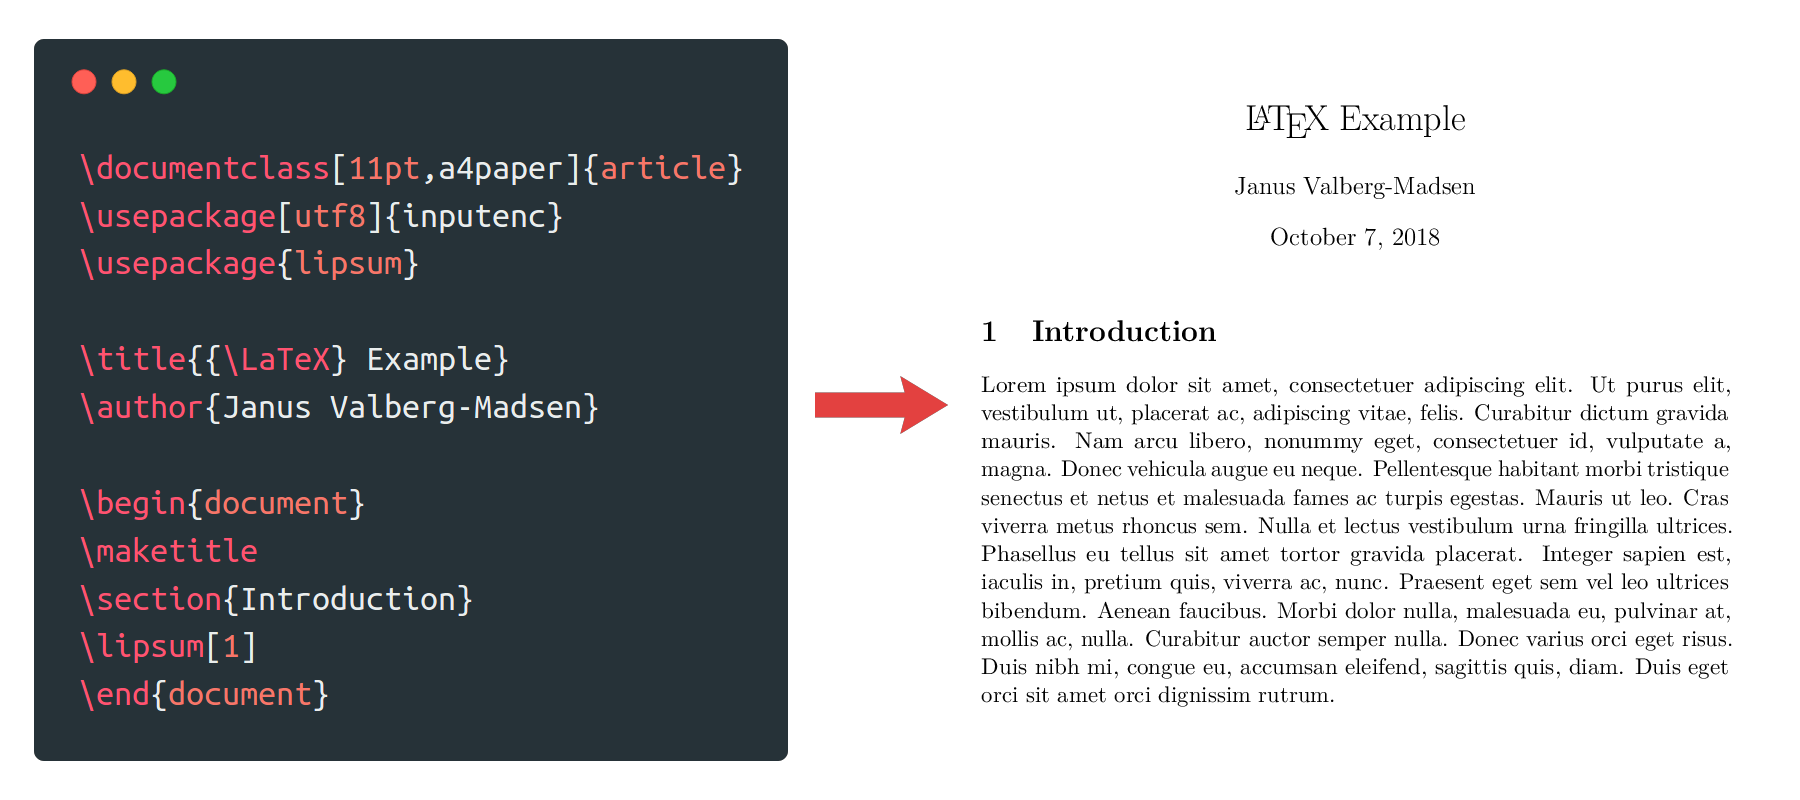 \documentclass[11pt,a4paper]{article}
\usepackage[utf8]{inputenc}
\usepackage{lipsum}
\title{{\LaTeX} Example}
\author{Janus Valberg-Madsen}
\begin{document}
\maketitle
\section{Introduction}
\lipsum[1]
\end{document}
LATEX Example
Janus Valberg-Madsen
October 7, 2018
1 Introduction
Lorem ipsum dolor sit amet, consectetuer adipiscing elit. Ut purus elit,
vestibulum ut, placerat ac, adipiscing vitae, felis. Curabitur dictum gravida
mauris. Nam arcu libero, nonummy eget, consectetuer id, vulputate a,
magna. Donec vehicula augue eu neque. Pellentesque habitant morbi tristique
senectus et netus et malesuada fames ac turpis egestas. Mauris ut leo. Cras
viverra metus rhoncus sem. Nulla et lectus vestibulum urna fringilla ultrices.
Phasellus eu tellus sit amet tortor gravida placerat. Integer sapien est,
iaculis in, pretium quis, viverra ac, nunc. Praesent eget sem vel leo ultrices
bibendum. Aenean faucibus. Morbi dolor nulla, malesuada eu, pulvinar at,
mollis ac, nulla. Curabitur auctor semper nulla. Donec varius orci eget risus.
Duis nibh mi, congue eu, accumsan eleifend, sagittis quis, diam. Duis eget
orci sit amet orci dignissim rutrum.